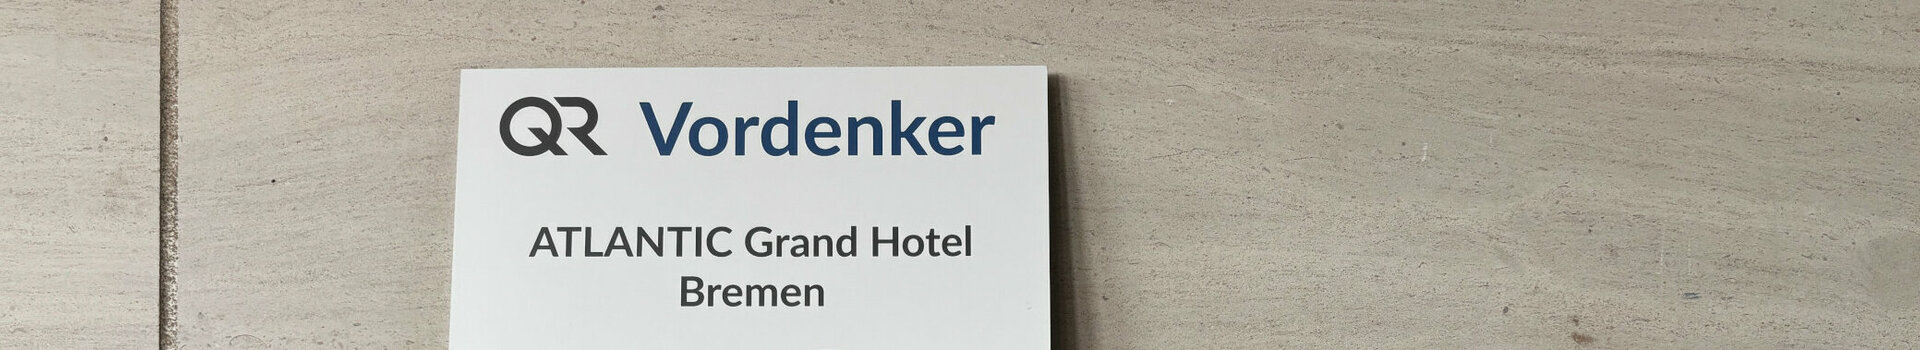 QR Vordenker
ATLANTIC Grand Hotel
Bremen